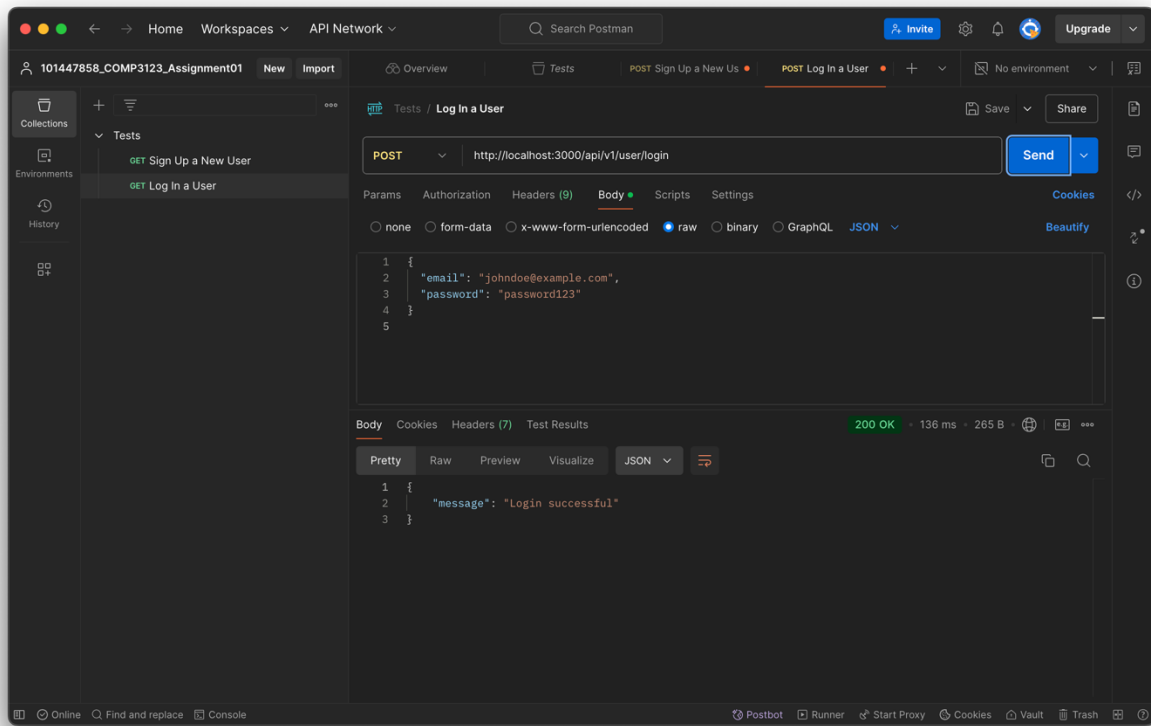 Home Workspaces API Network Search Postman Invite Upgrade
101447858_COMP3123_Assignment01 New Import Overview Tests POST Sign Up a New Us POST Log In a User No environment
Collections
Environments
History
Tests
GET Sign Up a New User
GET Log In a User
HTTP Tests / Log In a User Save Share
POST http://localhost:3000/api/v1/user/login Send
Params Authorization Headers (9) Body Scripts Settings Cookies
none form-data x-www-form-urlencoded raw binary GraphQL JSON Beautify
1 {
2 "email": "johndoe@example.com",
3 "password": "password123"
4 }
5
Body Cookies Headers (7) Test Results 200 OK 136 ms 265 B e.g.
Pretty Raw Preview Visualize JSON
1 {
2 "message": "Login successful"
3 }
Online Find and replace Console Postbot Runner Start Proxy Cookies Vault Trash